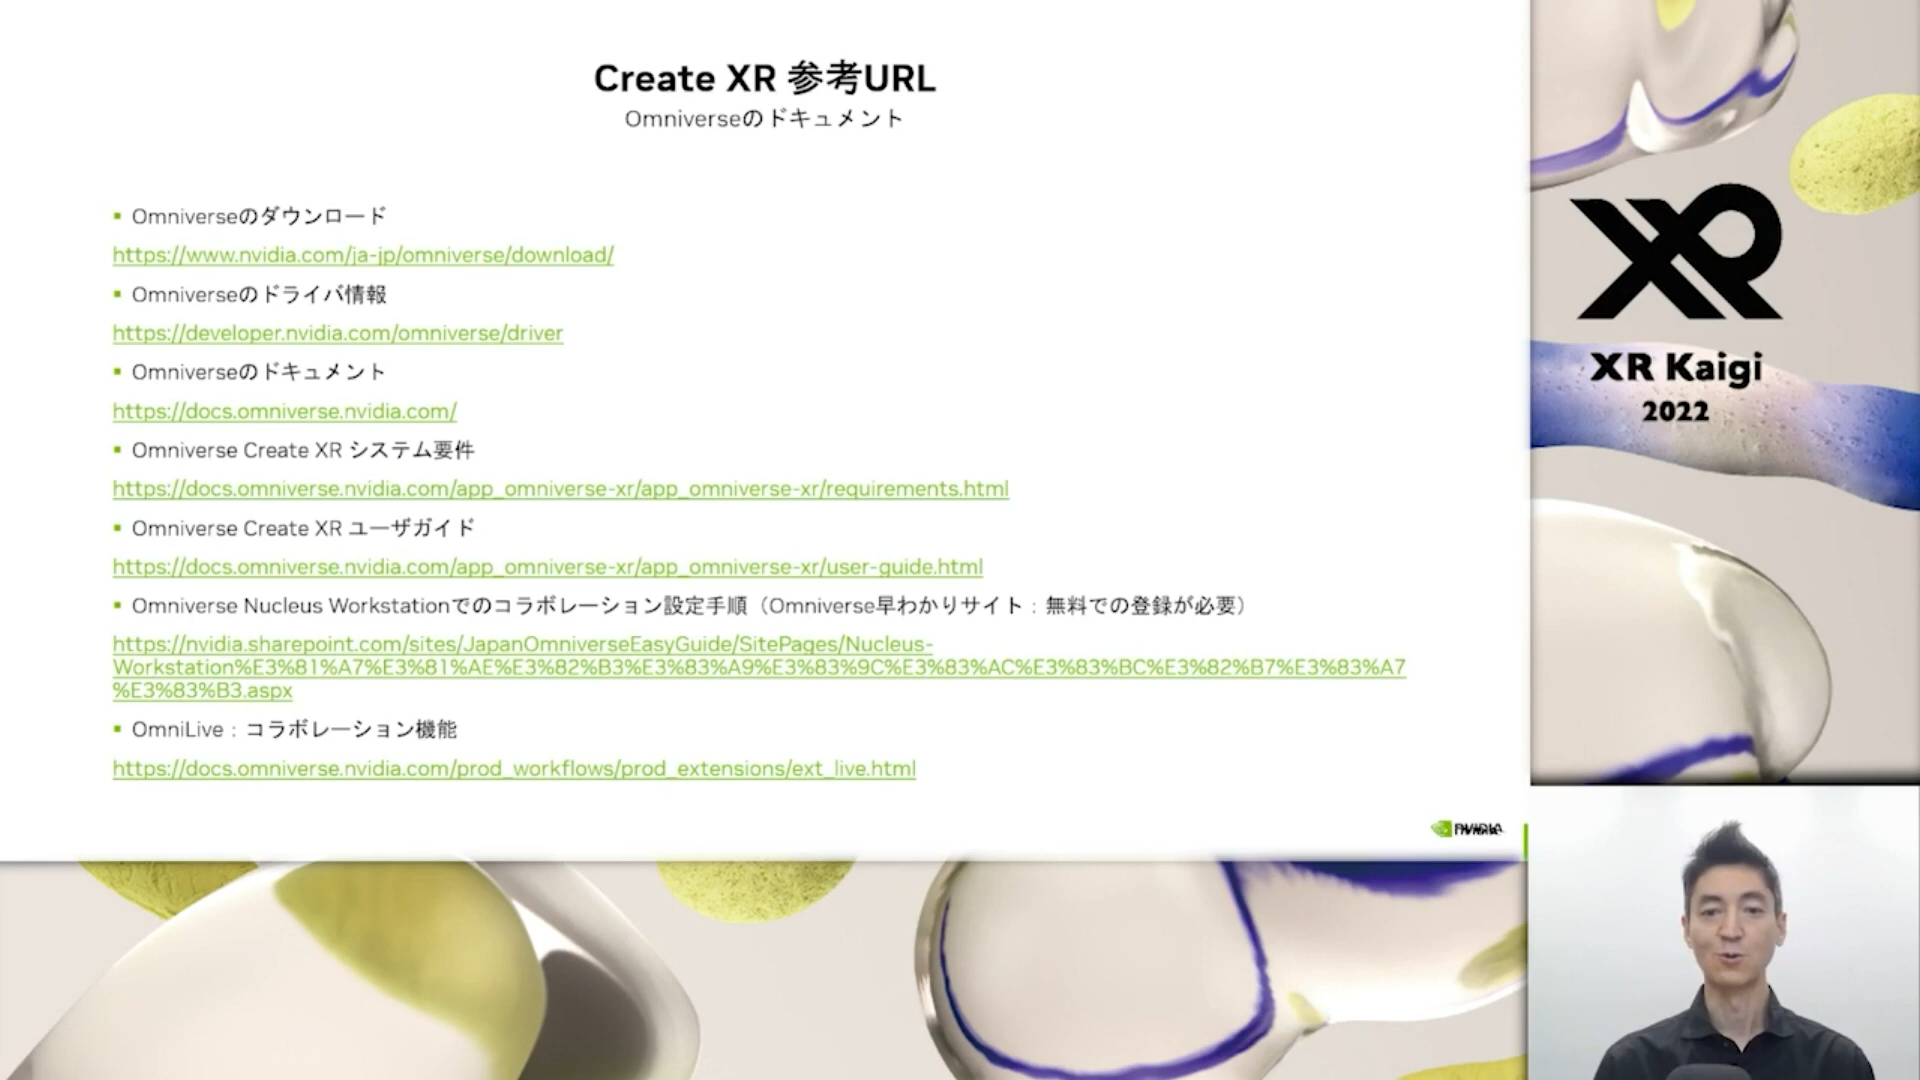 Create XR 参考URL
Omniverseのドキュメント
▪ Omniverseのダウンロード
https://www.nvidia.com/ja-jp/omniverse/download/
▪ Omniverseのドライバ情報
https://developer.nvidia.com/omniverse/driver
▪ Omniverseのドキュメント
https://docs.omniverse.nvidia.com/
▪ Omniverse Create XR システム要件
https://docs.omniverse.nvidia.com/app_omniverse-xr/app_omniverse-xr/requirements.html
▪ Omniverse Create XR ユーザガイド
https://docs.omniverse.nvidia.com/app_omniverse-xr/app_omniverse-xr/user-guide.html
▪ Omniverse Nucleus Workstationでのコラボレーション設定手順（Omniverse早わかりサイト：無料での登録が必要）
https://nvidia.sharepoint.com/sites/JapanOmniverseEasyGuide/SitePages/Nucleus-
Workstation%E3%81%A7%E3%81%AE%E3%82%B3%E3%83%A9%E3%83%9C%E3%83%AC%E3%83%BC%E3%82%B7%E3%83%A7
%E3%83%B3.aspx
▪ OmniLive：コラボレーション機能
https://docs.omniverse.nvidia.com/prod_workflows/prod_extensions/ext_live.html
XR
XR Kaigi
2022